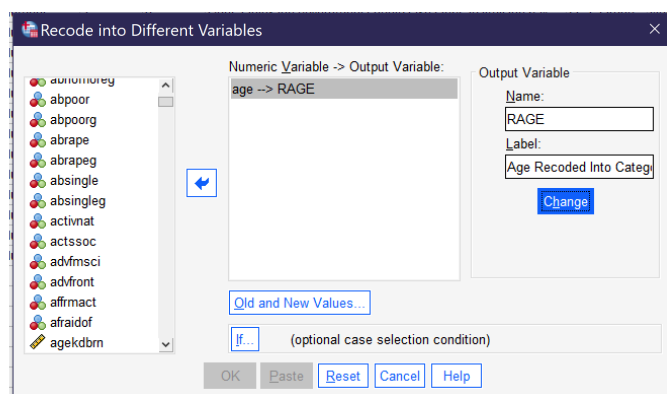 Recode into Different Variables
abnomoreg
abpoor
abpoorg
abrape
abrapeg
absingle
absingleg
activnat
actssoc
advfmsci
advfront
affrmact
afraidof
agekdbrn
Numeric Variable -> Output Variable:
age --> RAGE
Output Variable
Name:
RAGE
Label:
Age Recoded Into Categ
Change
Old and New Values...
If... (optional case selection condition)
OK Paste Reset Cancel Help